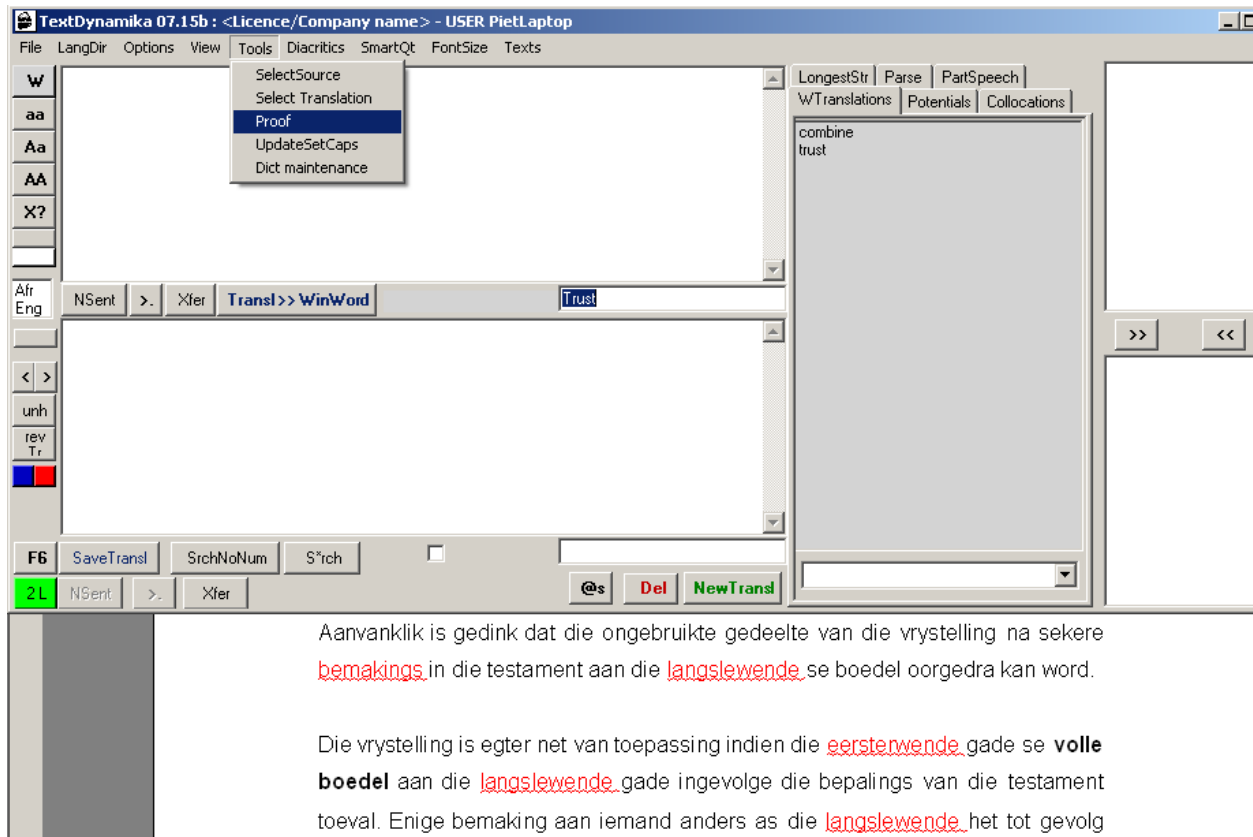 TextDynamika 07.15b : <Licence/Company name> - USER PietLaptop
File LangDir Options View Tools Diacritics SmartQt FontSize Texts
SelectSource
Select Translation
Proof
UpdateSetCaps
Dict maintenance
W
aa
Aa
AA
X?
Afr
Eng
NSent >. Xfer Transl>>WinWord Trust
< >
unh
rev
Tr
LongestStr Parse PartSpeech
WTranslations Potentials Collocations
combine
trust
>> <<
F6 SaveTransl SrchNoNum S*rch
2L NSent >. Xfer @s Del NewTransl
Aanvanklik is gedink dat die ongebruikte gedeelte van die vrystelling na sekere
bemakings in die testament aan die langslewende se boedel oorgedra kan word.
Die vrystelling is egter net van toepassing indien die eersterwende gade se volle
boedel aan die langslewende gade ingevolge die bepalings van die testament
toeval. Enige bemaking aan iemand anders as die langslewende het tot gevolg